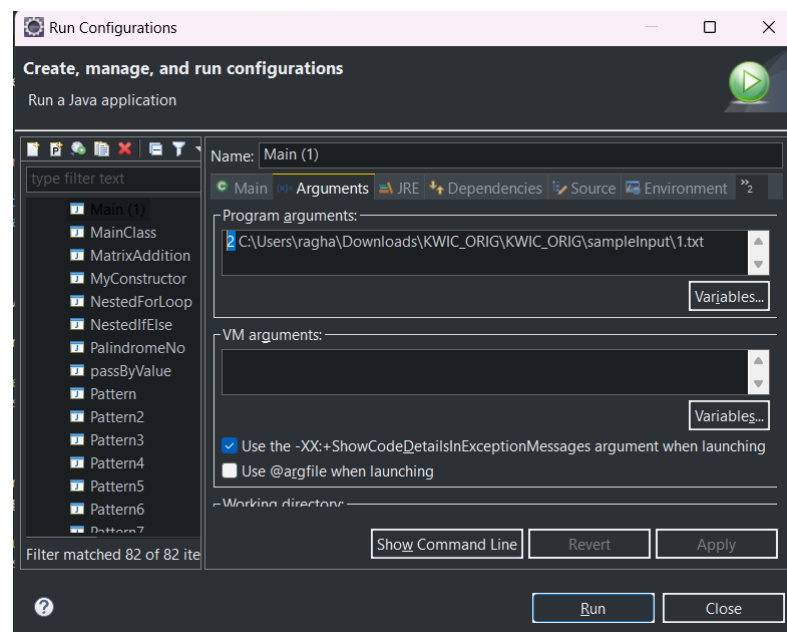 Run Configurations
Create, manage, and run configurations
Run a Java application
type filter text
Main (1)
MainClass
MatrixAddition
MyConstructor
NestedForLoop
NestedIfElse
PalindromeNo
passByValue
Pattern
Pattern2
Pattern3
Pattern4
Pattern5
Pattern6
Pattern7
Filter matched 82 of 82 ite
Name: Main (1)
Main Arguments JRE Dependencies Source Environment »2
Program arguments:
2 C:\Users\ragha\Downloads\KWIC_ORIG\KWIC_ORIG\sampleInput\1.txt
Variables...
VM arguments:
Variables...
Use the -XX:+ShowCodeDetailsInExceptionMessages argument when launching
Use @argfile when launching
Working directory:
Show Command Line Revert Apply
Run Close